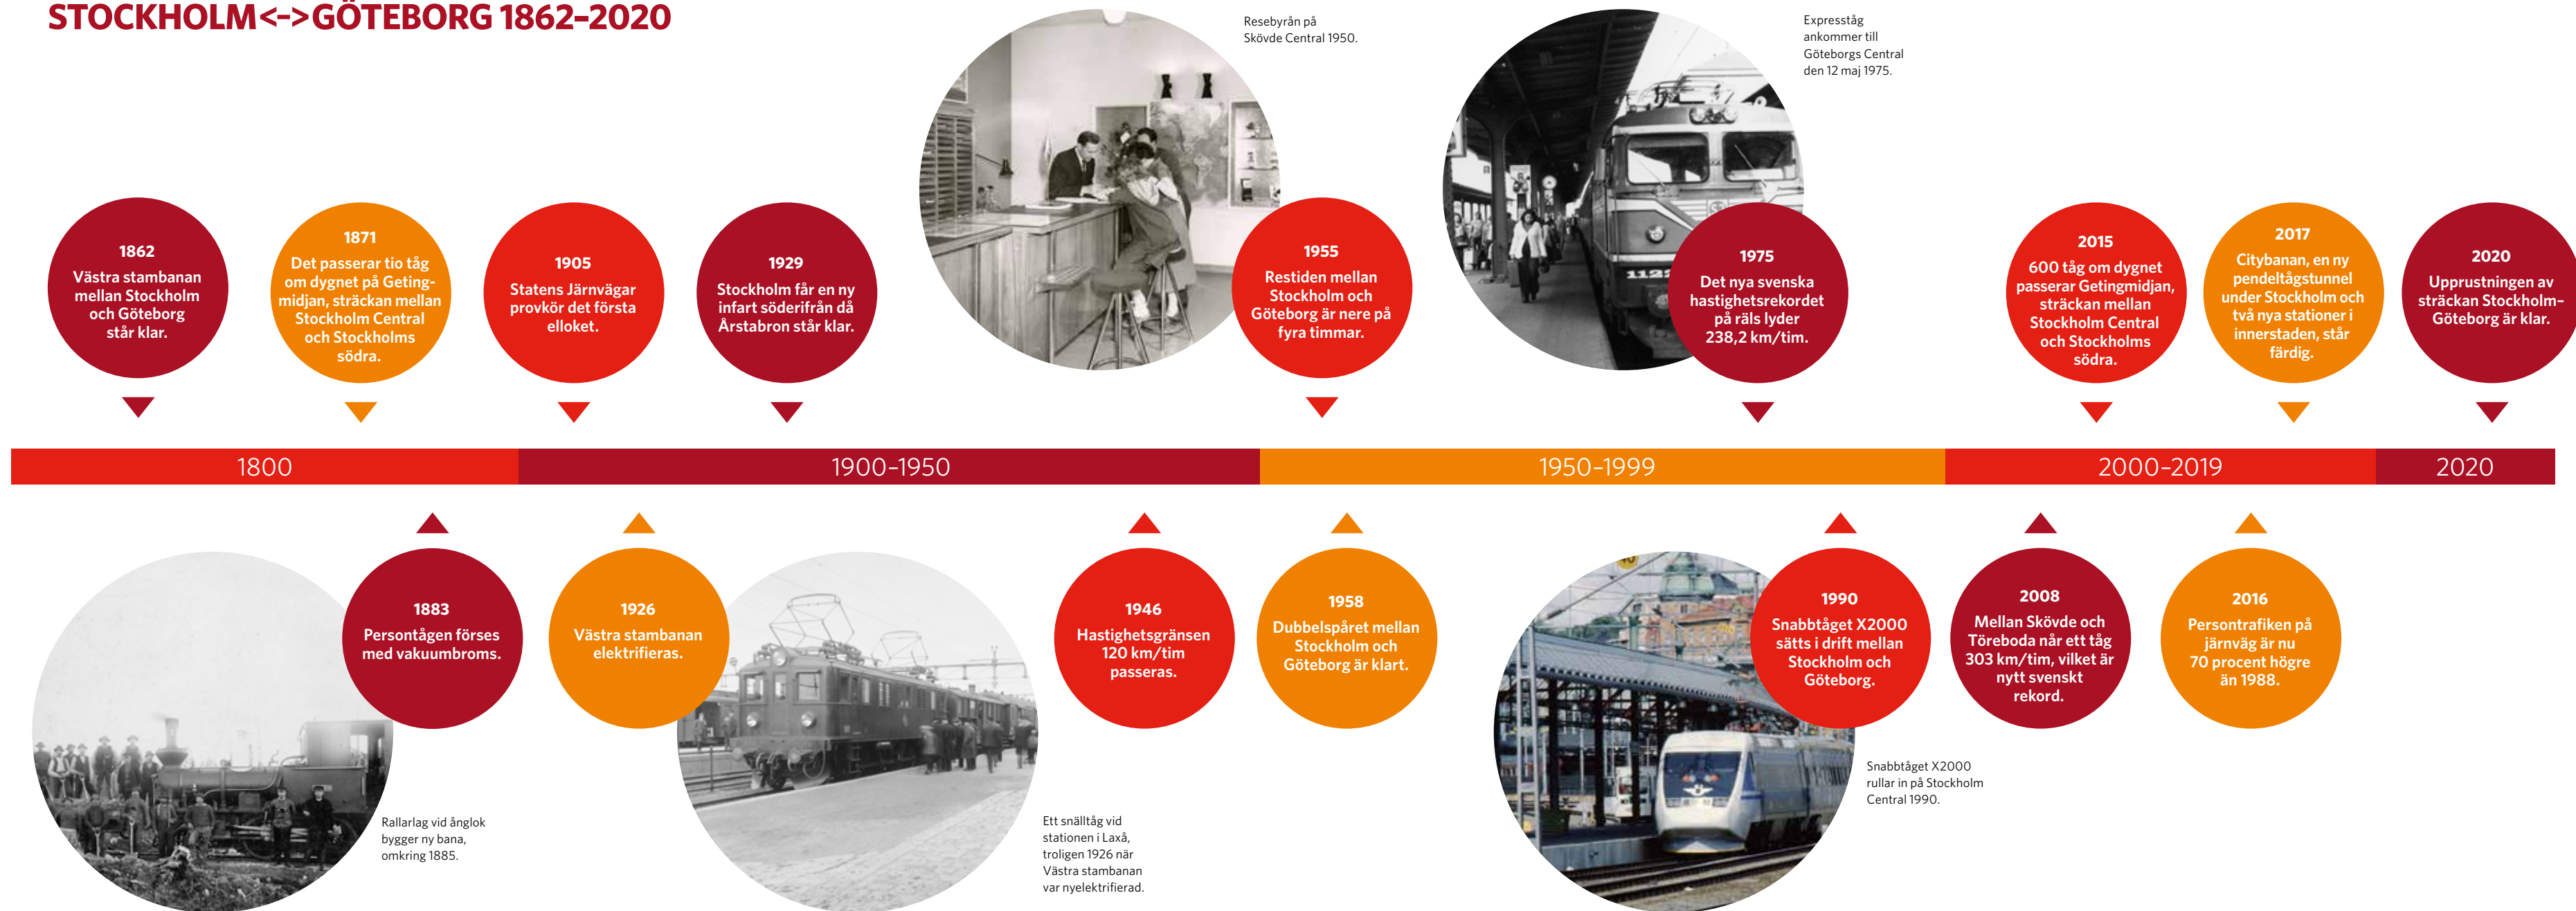 STOCKHOLM<->GÖTEBORG 1862–2020
Resebyrån på
Skövde Central 1950.
Expresståg
ankommer till
Göteborgs Central
den 12 maj 1975.
1862
Västra stambanan
mellan Stockholm
och Göteborg
står klar.
1871
Det passerar tio tåg
om dygnet på Geting-
midjan, sträckan mellan
Stockholm Central
och Stockholms
södra.
1905
Statens Järnvägar
provkör det första
elloket.
1929
Stockholm får en ny
infart söderifrån då
Årstabron står klar.
1955
Restiden mellan
Stockholm och
Göteborg är nere på
fyra timmar.
1975
Det nya svenska
hastighetsrekordet
på räls lyder
238,2 km/tim.
2015
600 tåg om dygnet
passerar Getingmidjan,
sträckan mellan
Stockholm Central
och Stockholms
södra.
2017
Citybanan, en ny
pendeltågstunnel
under Stockholm och
två nya stationer i
innerstaden, står
färdig.
2020
Upprustningen av
sträckan Stockholm–
Göteborg är klar.
1800
1900–1950
1950–1999
2000–2019
2020
1883
Persontågen förses
med vakuumbroms.
1926
Västra stambanan
elektrifieras.
1946
Hastighetsgränsen
120 km/tim
passeras.
1958
Dubbelspåret mellan
Stockholm och
Göteborg är klart.
1990
Snabbtåget X2000
sätts i drift mellan
Stockholm och
Göteborg.
2008
Mellan Skövde och
Töreboda når ett tåg
303 km/tim, vilket är
nytt svenskt
rekord.
2016
Persontrafiken på
järnväg är nu
70 procent högre
än 1988.
Rallarlag vid ånglok
bygger ny bana,
omkring 1885.
Ett snälltåg vid
stationen i Laxå,
troligen 1926 när
Västra stambanan
var nyelektrifierad.
Snabbtåget X2000
rullar in på Stockholm
Central 1990.